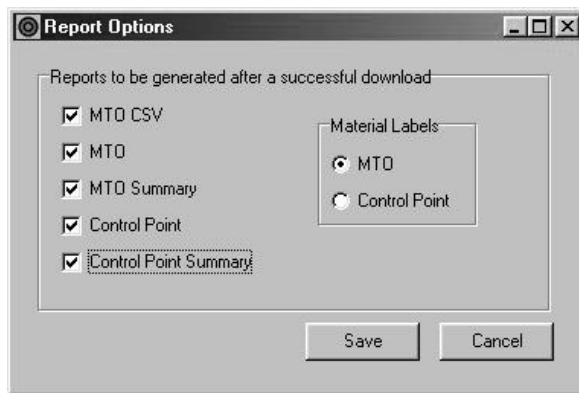 Report Options
Reports to be generated after a successful download
MTO CSV
MTO
MTO Summary
Control Point
Control Point Summary
Material Labels
MTO
Control Point
Save
Cancel